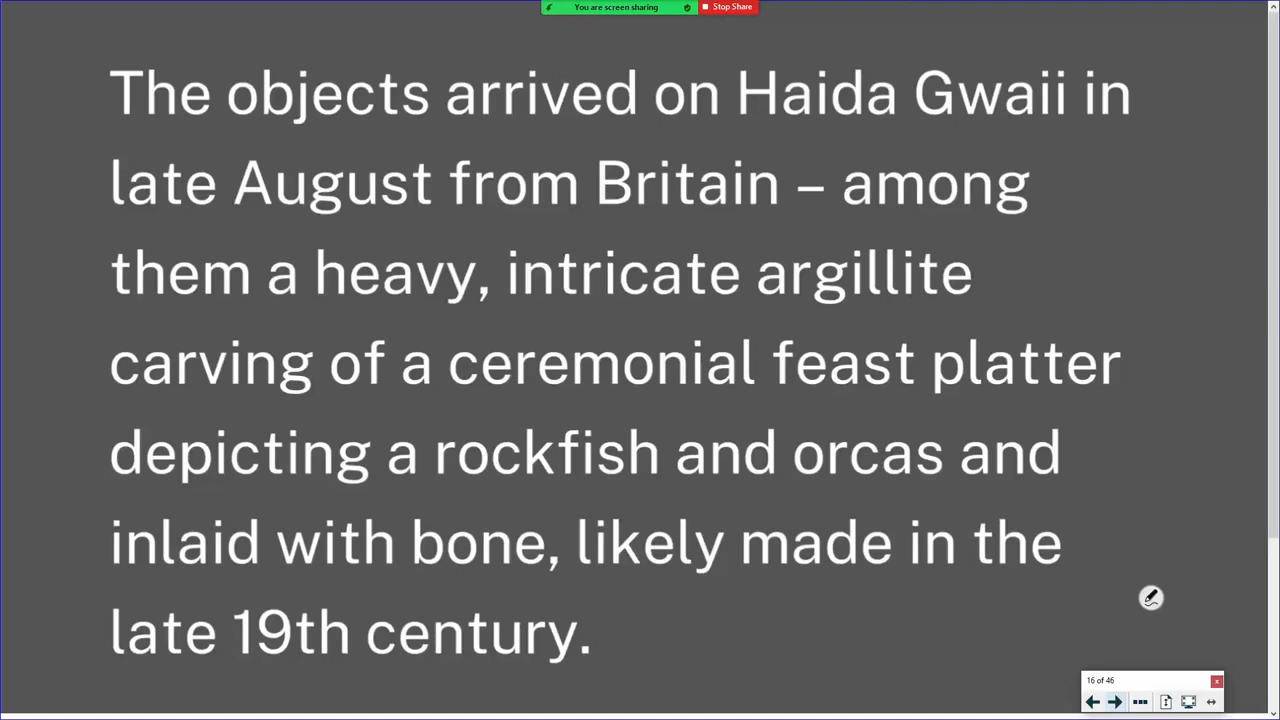 You are screen sharing Stop Share
The objects arrived on Haida Gwaii in
late August from Britain – among
them a heavy, intricate argillite
carving of a ceremonial feast platter
depicting a rockfish and orcas and
inlaid with bone, likely made in the
late 19th century.
16 of 46